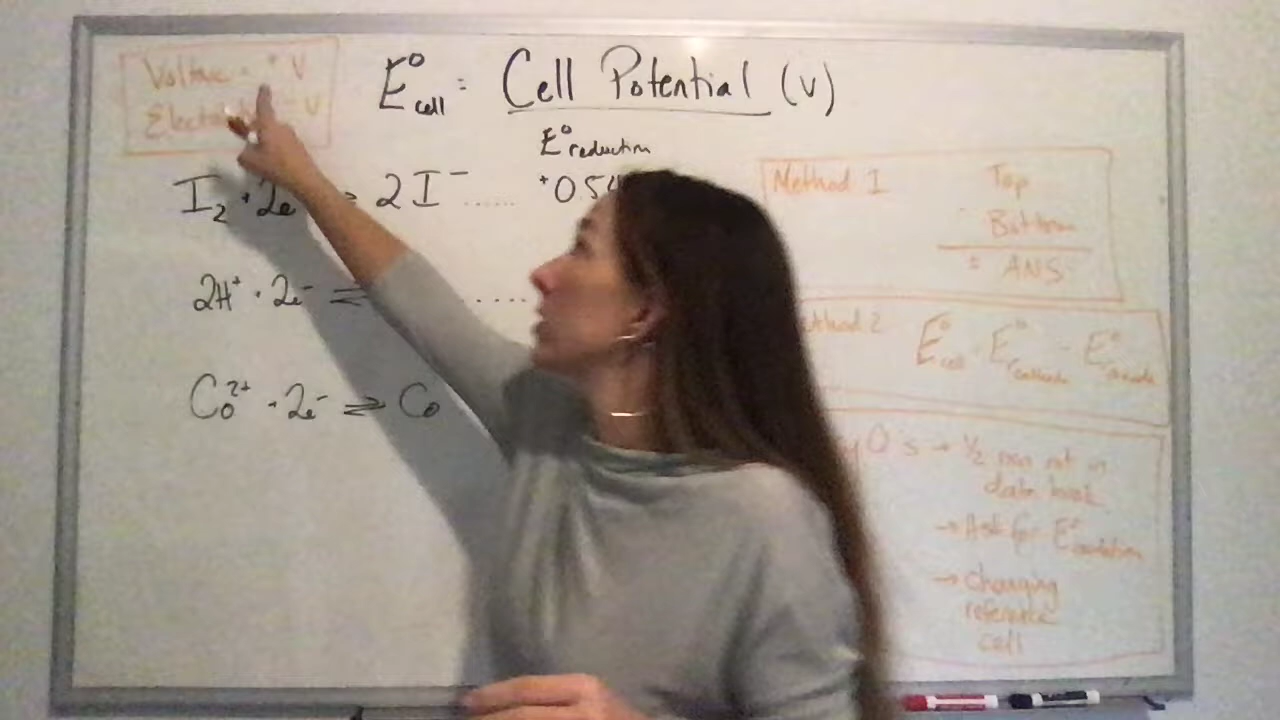 Voltaic = + V
= - V
E°cell = Cell Potential (V)
E°reduction
I₂ + 2e⁻ ⇌ 2I⁻ ...... +0.54
2H⁺ + 2e⁻ ⇌ ....
Co²⁺ + 2e⁻ ⇌ Co
Method 1
Top
- Bottom
= ANS
2 E°cell = E°cathode - E°anode
Q's → 1/2 rxn not in
data book
→ Ask for E°oxidation
→ Changing
reference
cell